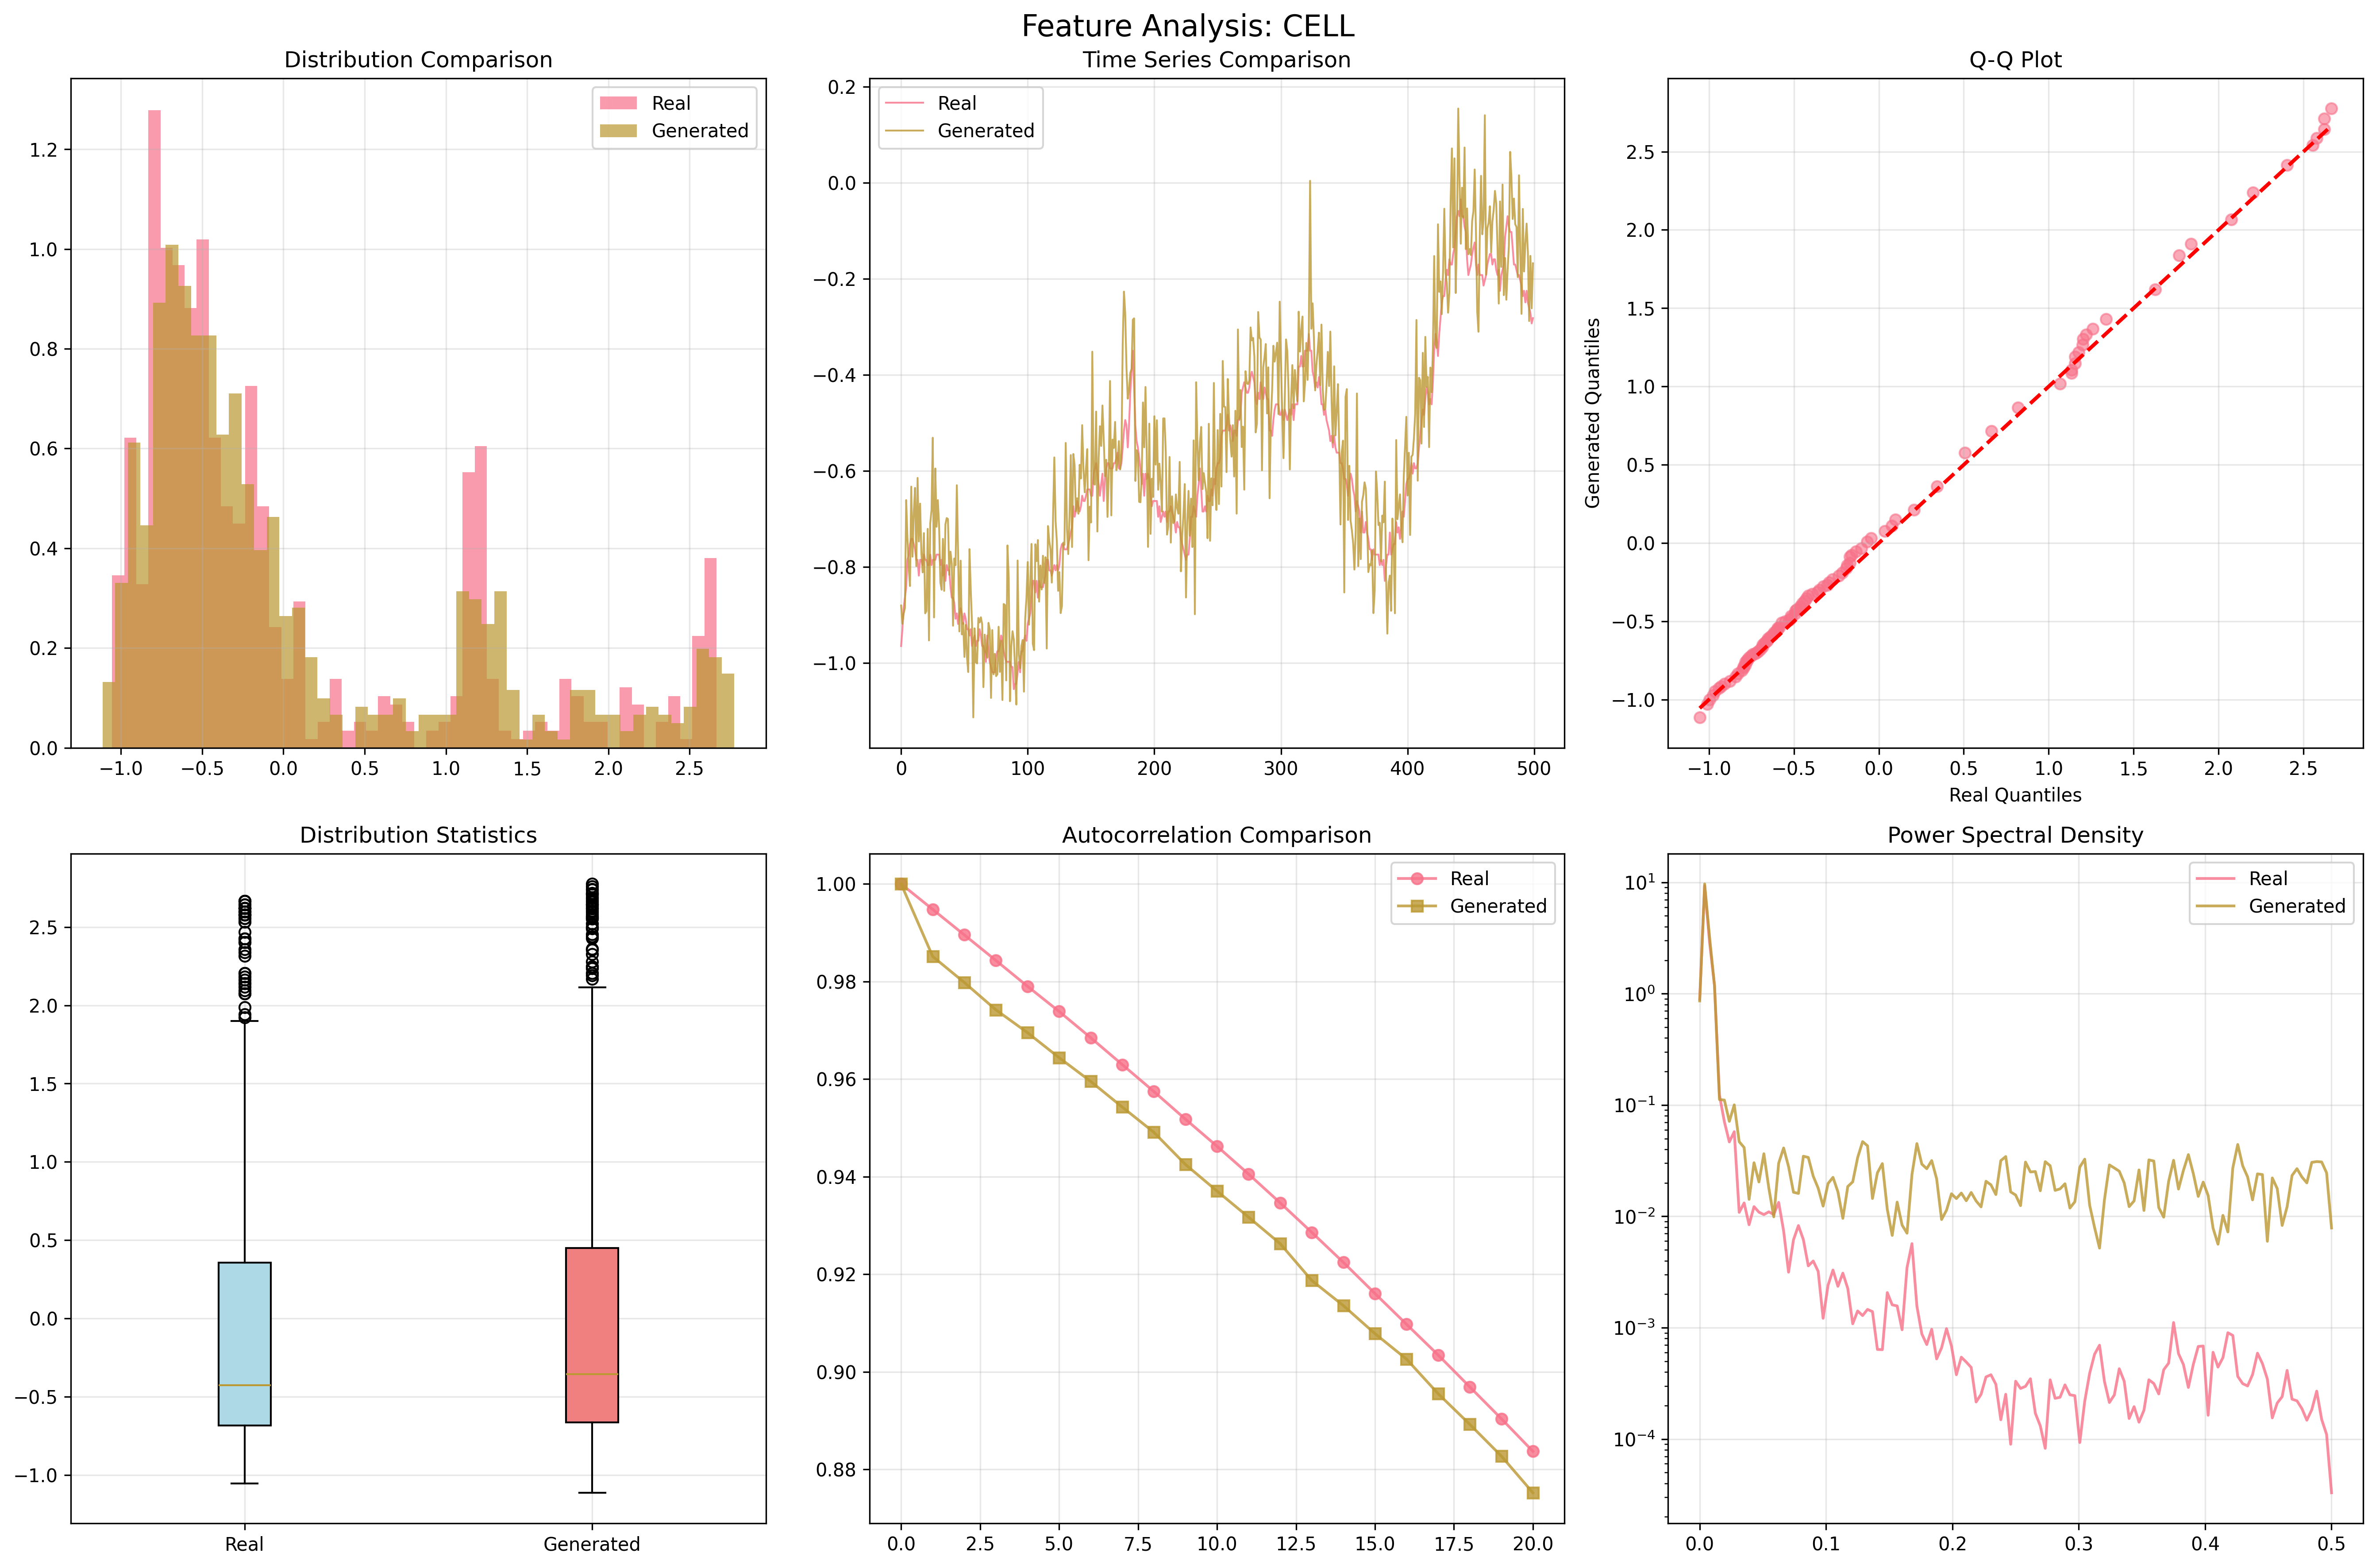 Feature Analysis: CELL
Distribution Comparison
Real
Generated
1.2
1.0
0.8
0.6
0.4
0.2
0.0
−1.0 −0.5 0.0 0.5 1.0 1.5 2.0 2.5
Time Series Comparison
Real
Generated
0.2
0.0
−0.2
−0.4
−0.6
−0.8
−1.0
0 100 200 300 400 500
Q-Q Plot
Generated Quantiles
2.5
2.0
1.5
1.0
0.5
0.0
−0.5
−1.0
−1.0 −0.5 0.0 0.5 1.0 1.5 2.0 2.5
Real Quantiles
Distribution Statistics
2.5
2.0
1.5
1.0
0.5
0.0
−0.5
−1.0
Real Generated
Autocorrelation Comparison
Real
Generated
1.00
0.98
0.96
0.94
0.92
0.90
0.88
0.0 2.5 5.0 7.5 10.0 12.5 15.0 17.5 20.0
Power Spectral Density
Real
Generated
10¹
10⁰
10⁻¹
10⁻²
10⁻³
10⁻⁴
0.0 0.1 0.2 0.3 0.4 0.5